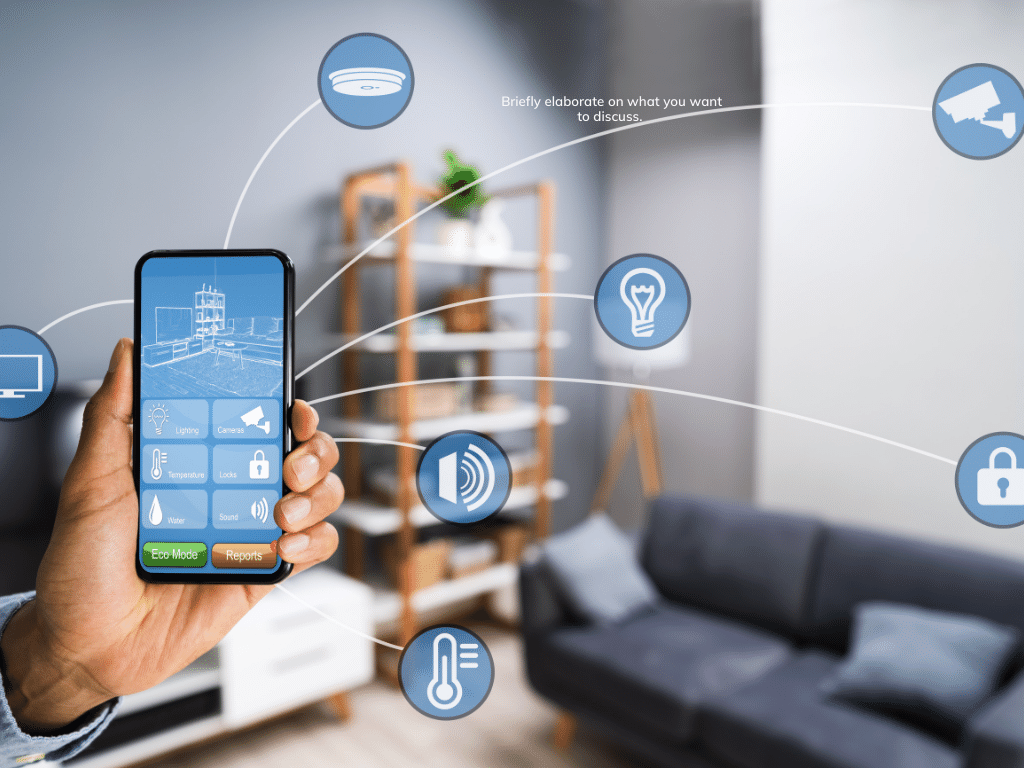 Briefly elaborate on what you want
to discuss.
Lighting
Cameras
Temperature
Locks
Water
Sound
Eco Mode
Reports